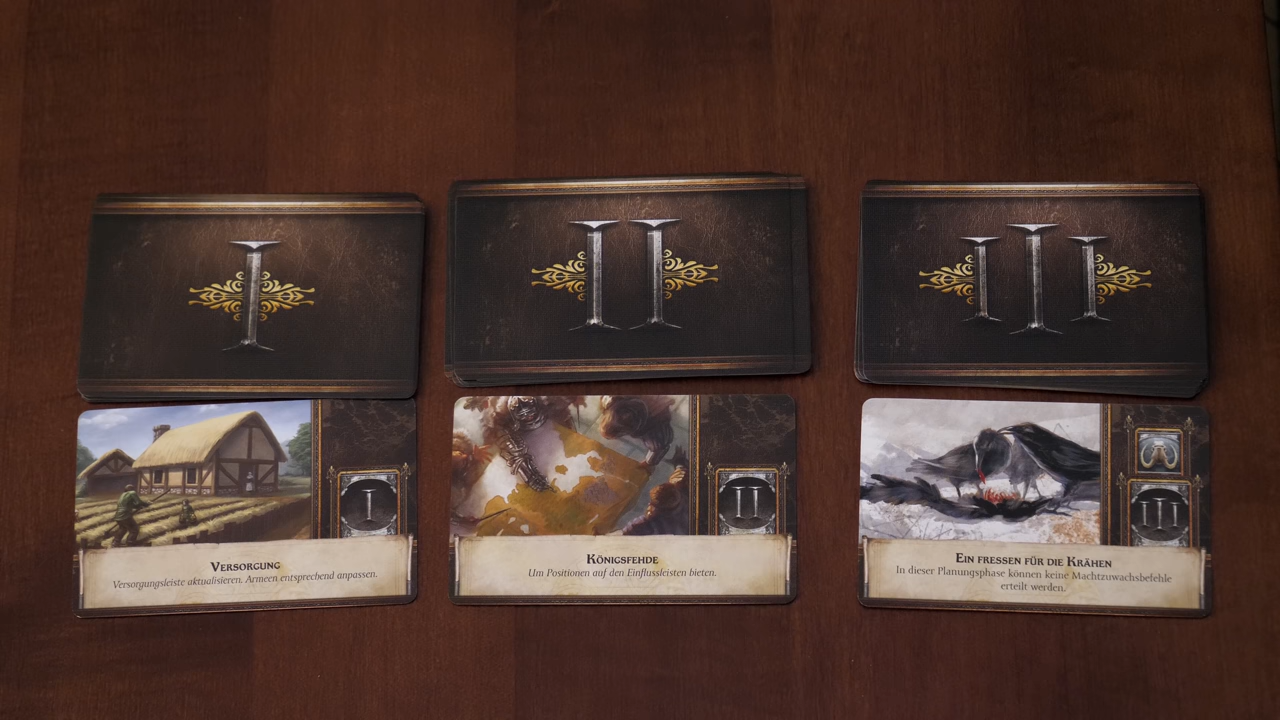 I
II
III
I
II
III
Versorgung
Versorgungsleiste aktualisieren. Armeen entsprechend anpassen.
Königsfehde
Um Positionen auf den Einflussleisten bieten.
Ein fressen für die Krähen
In dieser Planungsphase können keine Machtzuwachsbefehle
erteilt werden.